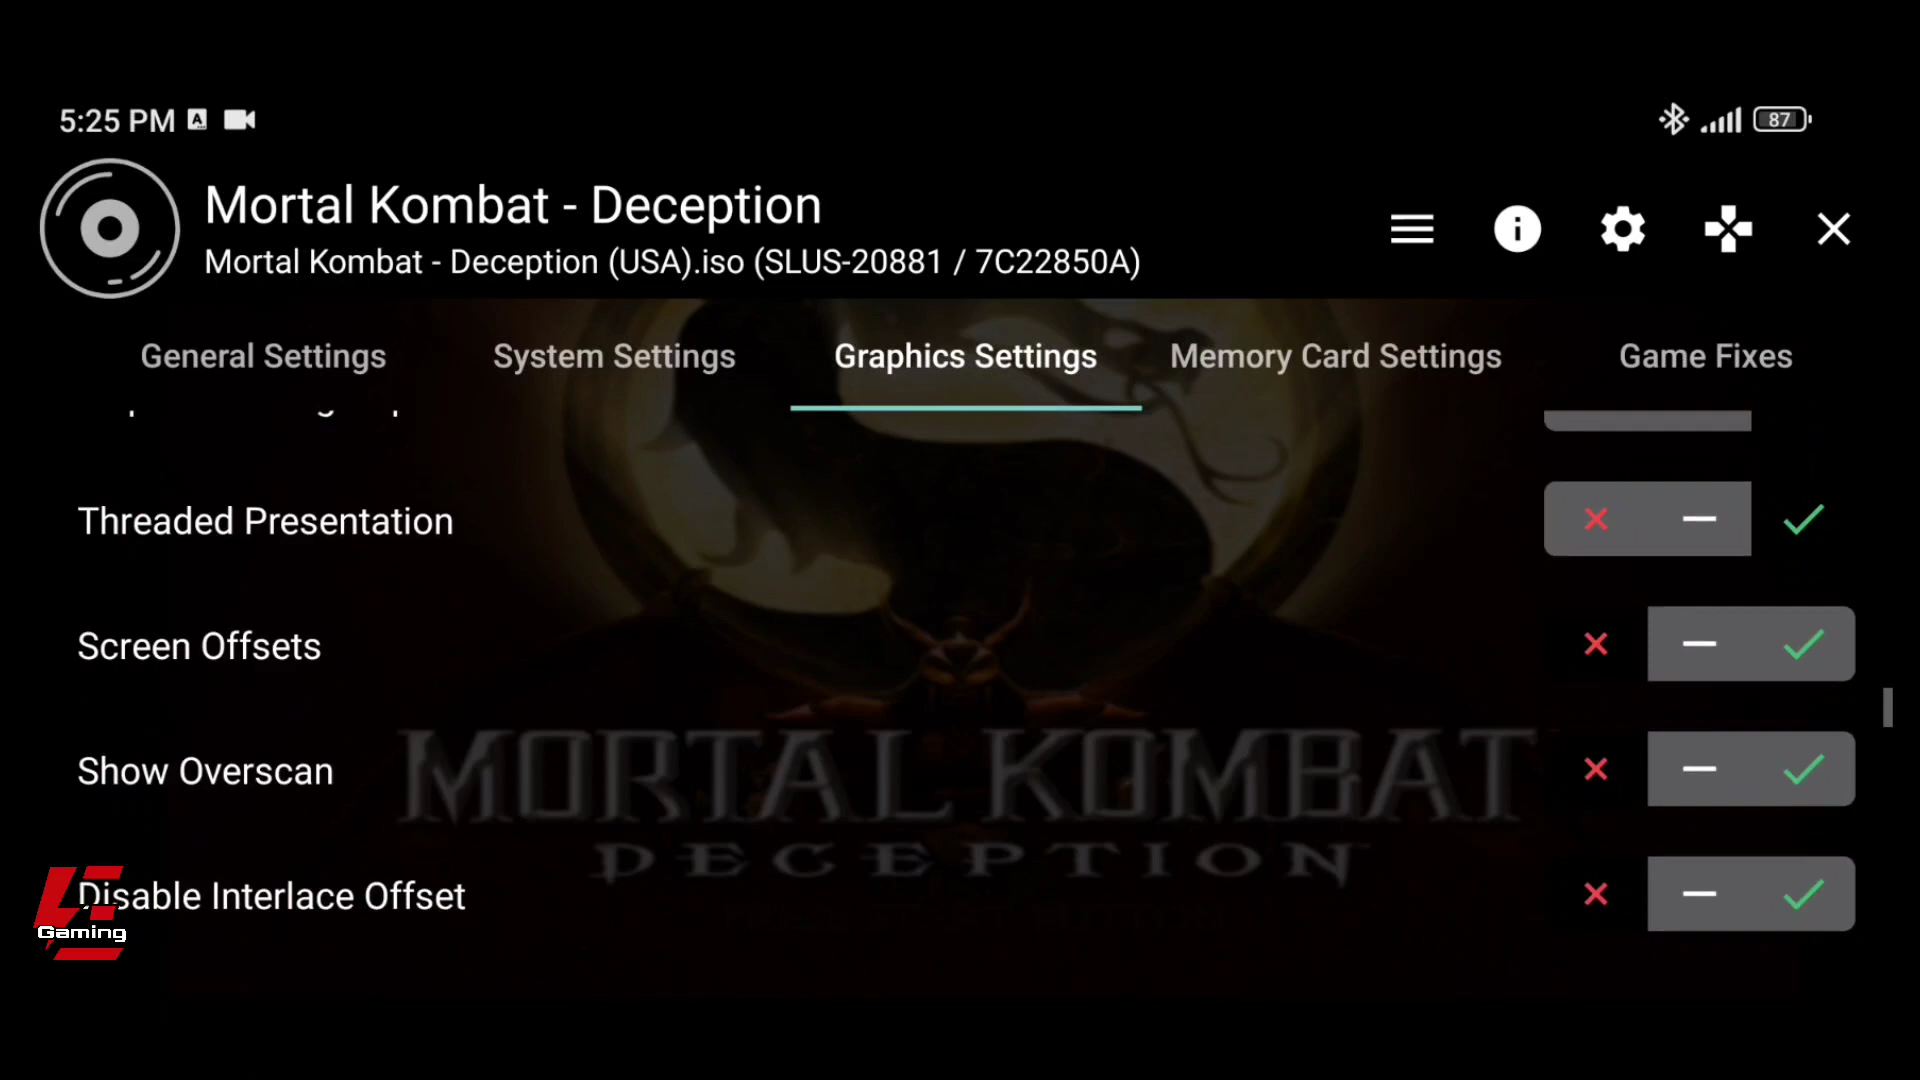 5:25 PM
87
Mortal Kombat - Deception
Mortal Kombat - Deception (USA).iso (SLUS-20881 / 7C22850A)
General Settings
System Settings
Graphics Settings
Memory Card Settings
Game Fixes
Threaded Presentation
Screen Offsets
Show Overscan
MORTAL KOMBAT
DECEPTION
Disable Interlace Offset
Gaming